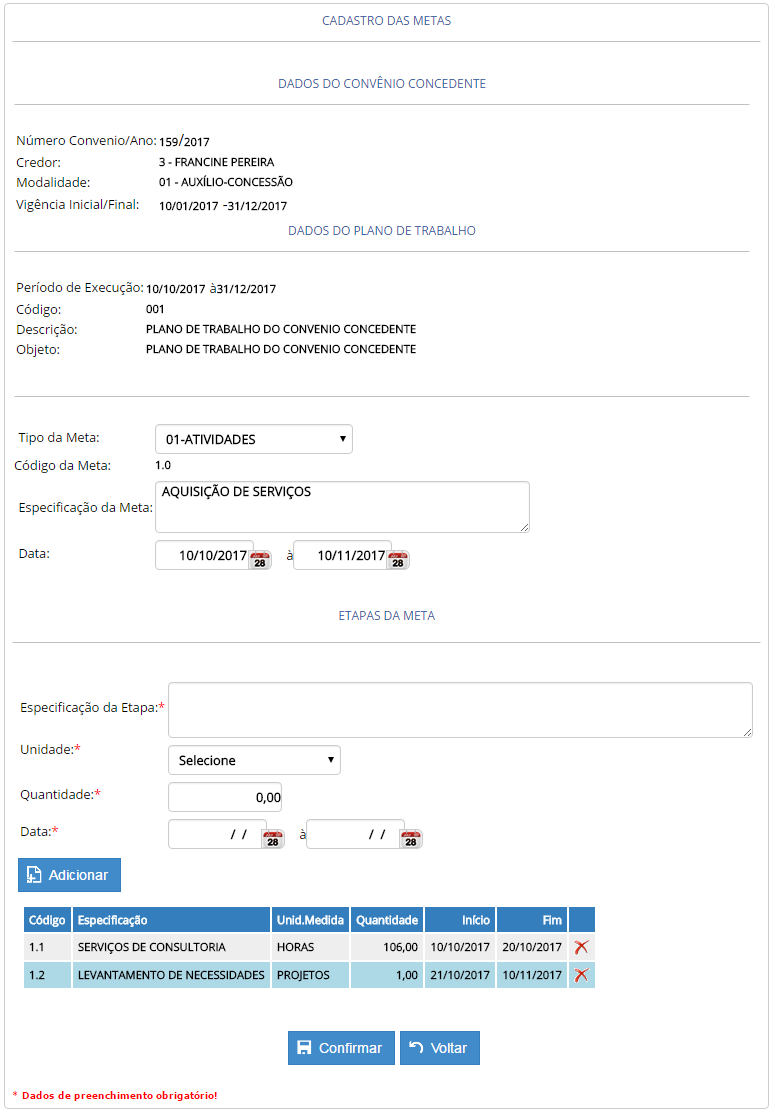 CADASTRO DAS METAS
DADOS DO CONVÊNIO CONCEDENTE
Número Convenio/Ano: 159/2017
Credor: 3 - FRANCINE PEREIRA
Modalidade: 01 - AUXÍLIO-CONCESSÃO
Vigência Inicial/Final: 10/01/2017 -31/12/2017
DADOS DO PLANO DE TRABALHO
Período de Execução: 10/10/2017 à31/12/2017
Código: 001
Descrição: PLANO DE TRABALHO DO CONVENIO CONCEDENTE
Objeto: PLANO DE TRABALHO DO CONVENIO CONCEDENTE
Tipo da Meta: 01-ATIVIDADES
Código da Meta: 1.0
Especificação da Meta: AQUISIÇÃO DE SERVIÇOS
Data: 10/10/2017 28 à 10/11/2017 28
ETAPAS DA META
Especificação da Etapa:*
Unidade:* Selecione
Quantidade:* 0,00
Data:* / / 28 à / / 28
Adicionar
Código Especificação Unid.Medida Quantidade Início Fim
1.1 SERVIÇOS DE CONSULTORIA HORAS 106,00 10/10/2017 20/10/2017
1.2 LEVANTAMENTO DE NECESSIDADES PROJETOS 1,00 21/10/2017 10/11/2017
Confirmar Voltar
* Dados de preenchimento obrigatório!